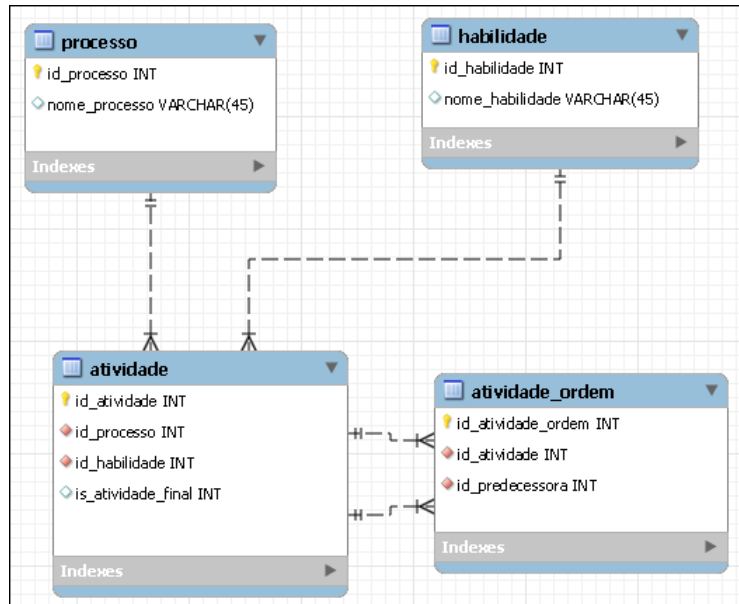 processo
id_processo INT
nome_processo VARCHAR(45)
Indexes
habilidade
id_habilidade INT
nome_habilidade VARCHAR(45)
Indexes
atividade
id_atividade INT
id_processo INT
id_habilidade INT
is_atividade_final INT
Indexes
atividade_ordem
id_atividade_ordem INT
id_atividade INT
id_predecessora INT
Indexes